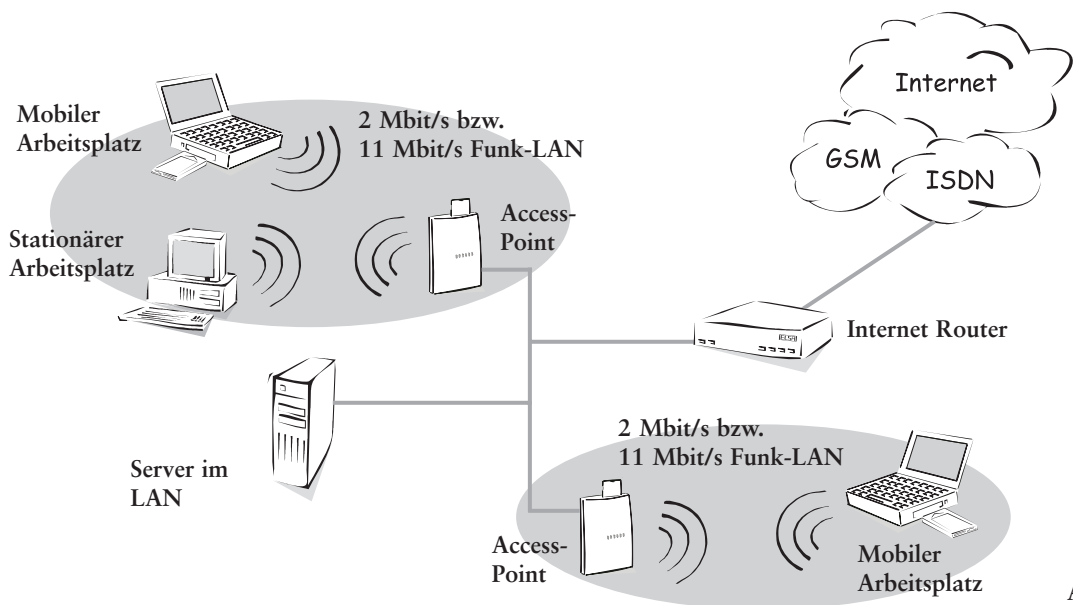 Internet
GSM
ISDN
Mobiler
Arbeitsplatz
2 Mbit/s bzw.
11 Mbit/s Funk-LAN
Access-
Point
Stationärer
Arbeitsplatz
ELSA
Internet Router
Server im
LAN
2 Mbit/s bzw.
11 Mbit/s Funk-LAN
Access-
Point
Mobiler
Arbeitsplatz
A